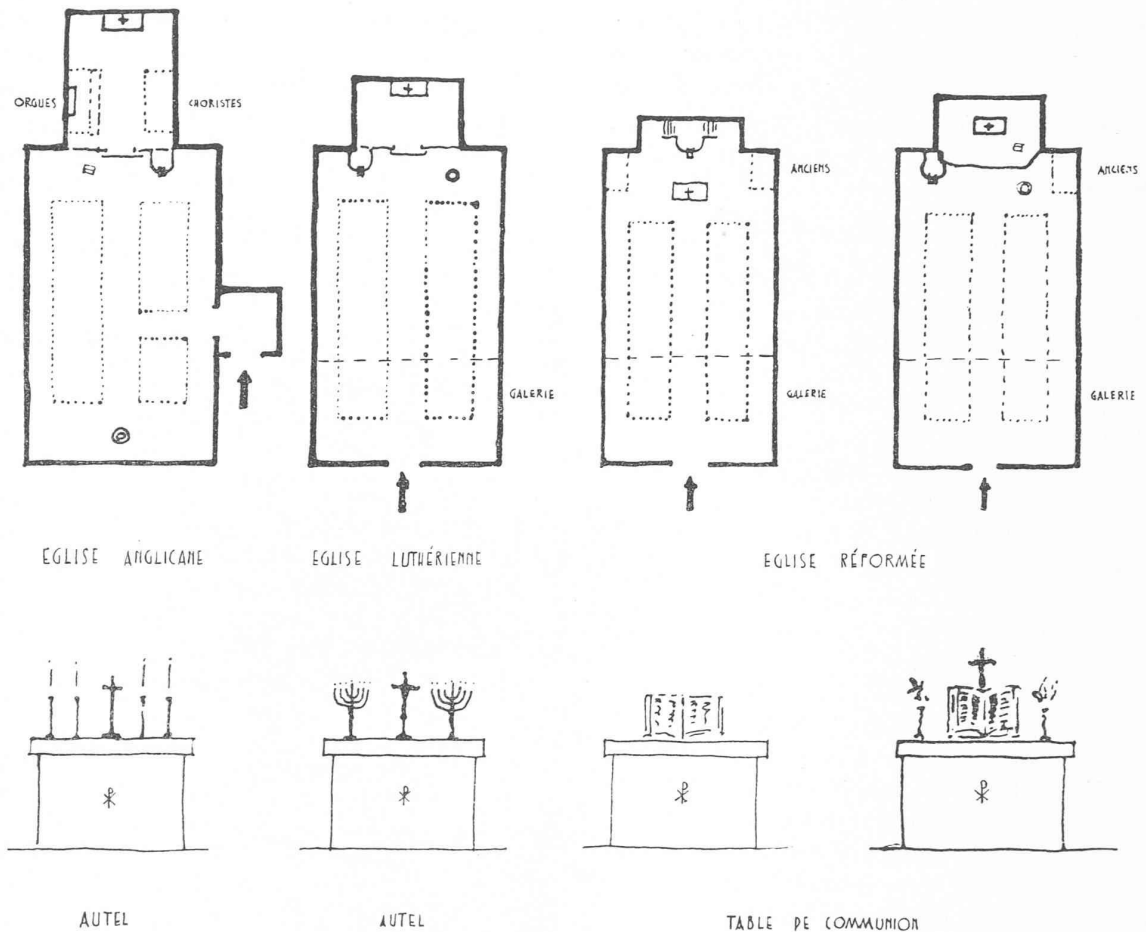 ORGUES
CHORISTES
ANCIENS
ANCIENS
GALERIE
GALERIE
GALERIE
EGLISE ANGLICANE
EGLISE LUTHÉRIENNE
EGLISE RÉFORMÉE
AUTEL
AUTEL
TABLE DE COMMUNION